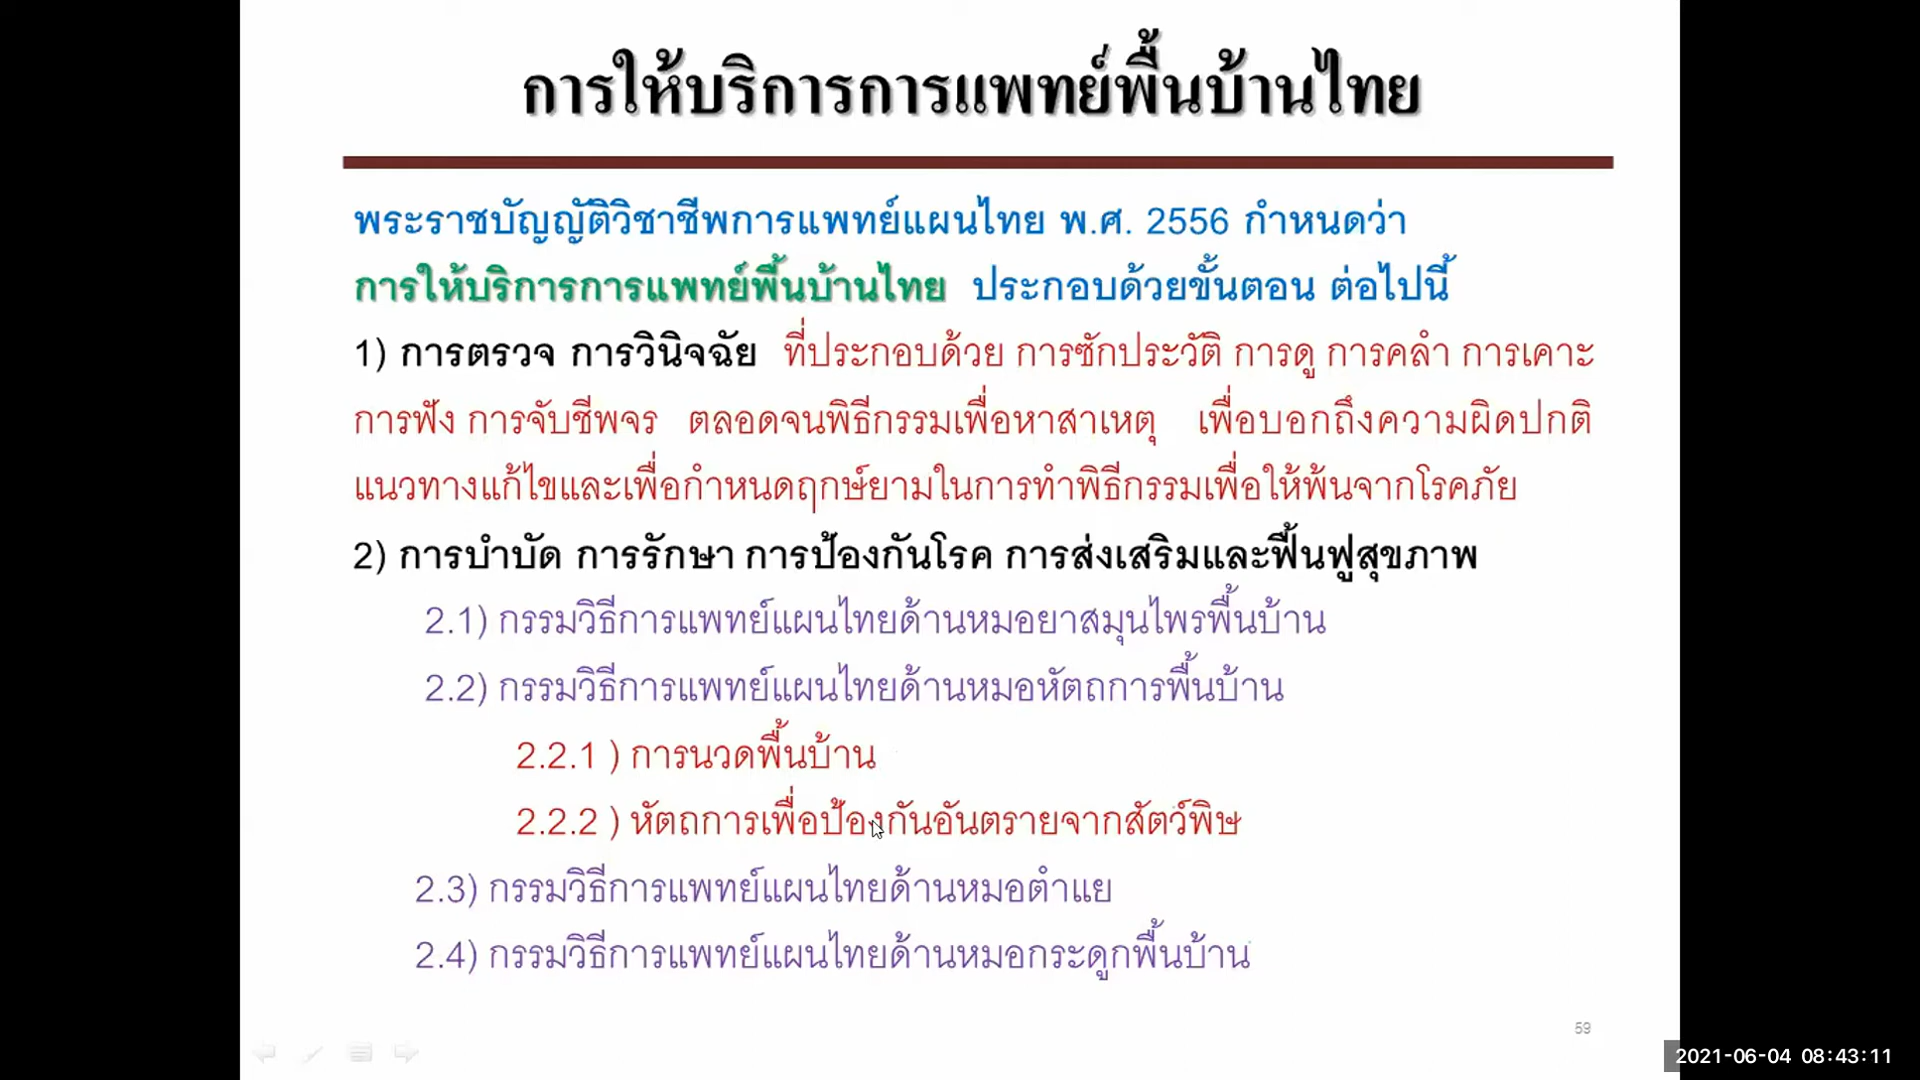 การให้บริการการแพทย์พื้นบ้านไทย
พระราชบัญญัติวิชาชีพการแพทย์แผนไทย พ.ศ. 2556 กำหนดว่า
การให้บริการการแพทย์พื้นบ้านไทย ประกอบด้วยขั้นตอน ต่อไปนี้
1) การตรวจ การวินิจฉัย ที่ประกอบด้วย การซักประวัติ การดู การคลำ การเคาะ
การฟัง การจับชีพจร ตลอดจนพิธีกรรมเพื่อหาสาเหตุ เพื่อบอกถึงความผิดปกติ
แนวทางแก้ไขและเพื่อกำหนดฤกษ์ยามในการทำพิธีกรรมเพื่อให้พ้นจากโรคภัย
2) การบำบัด การรักษา การป้องกันโรค การส่งเสริมและฟื้นฟูสุขภาพ
2.1) กรรมวิธีการแพทย์แผนไทยด้านหมอยาสมุนไพรพื้นบ้าน
2.2) กรรมวิธีการแพทย์แผนไทยด้านหมอหัตถการพื้นบ้าน
2.2.1 ) การนวดพื้นบ้าน
2.2.2 ) หัตถการเพื่อป้องกันอันตรายจากสัตว์พิษ
2.3) กรรมวิธีการแพทย์แผนไทยด้านหมอตำแย
2.4) กรรมวิธีการแพทย์แผนไทยด้านหมอกระดูกพื้นบ้าน
59
2021-06-04 08:43:11